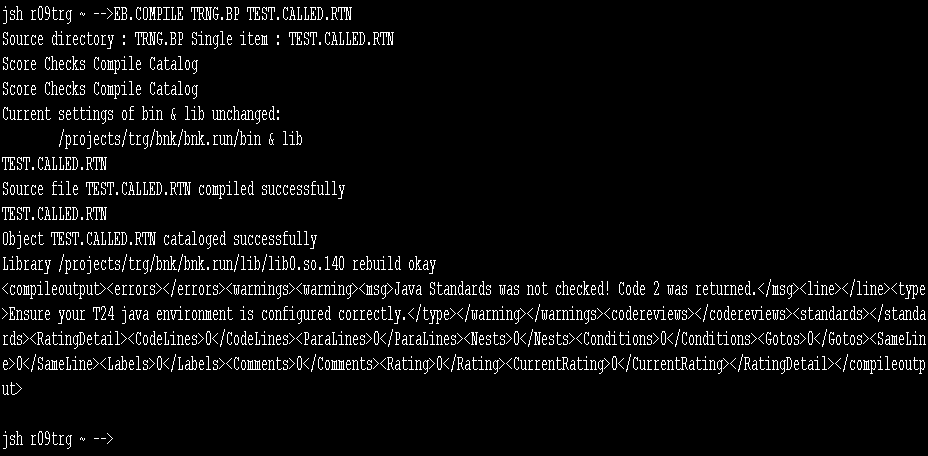 jsh r09trg ~ -->EB.COMPILE TRNG.BP TEST.CALLED.RTN
Source directory : TRNG.BP Single item : TEST.CALLED.RTN
Score Checks Compile Catalog
Score Checks Compile Catalog
Current settings of bin & lib unchanged:
/projects/trg/bnk/bnk.run/bin & lib
TEST.CALLED.RTN
Source file TEST.CALLED.RTN compiled successfully
TEST.CALLED.RTN
Object TEST.CALLED.RTN cataloged successfully
Library /projects/trg/bnk/bnk.run/lib/lib0.so.140 rebuild okay
<compileoutput><errors></errors><warnings><warning><msg>Java Standards was not checked! Code 2 was returned.</msg><line></line><type
>Ensure your T24 java environment is configured correctly.</type></warning></warnings><codereviews></codereviews><standards></standa
rds><RatingDetail><CodeLines>0</CodeLines><ParaLines>0</ParaLines><Nests>0</Nests><Conditions>0</Conditions><Gotos>0</Gotos><SameLin
e>0</SameLine><Labels>0</Labels><Comments>0</Comments><Rating>0</Rating><CurrentRating>0</CurrentRating></RatingDetail></compileoutp
ut>
jsh r09trg ~ -->